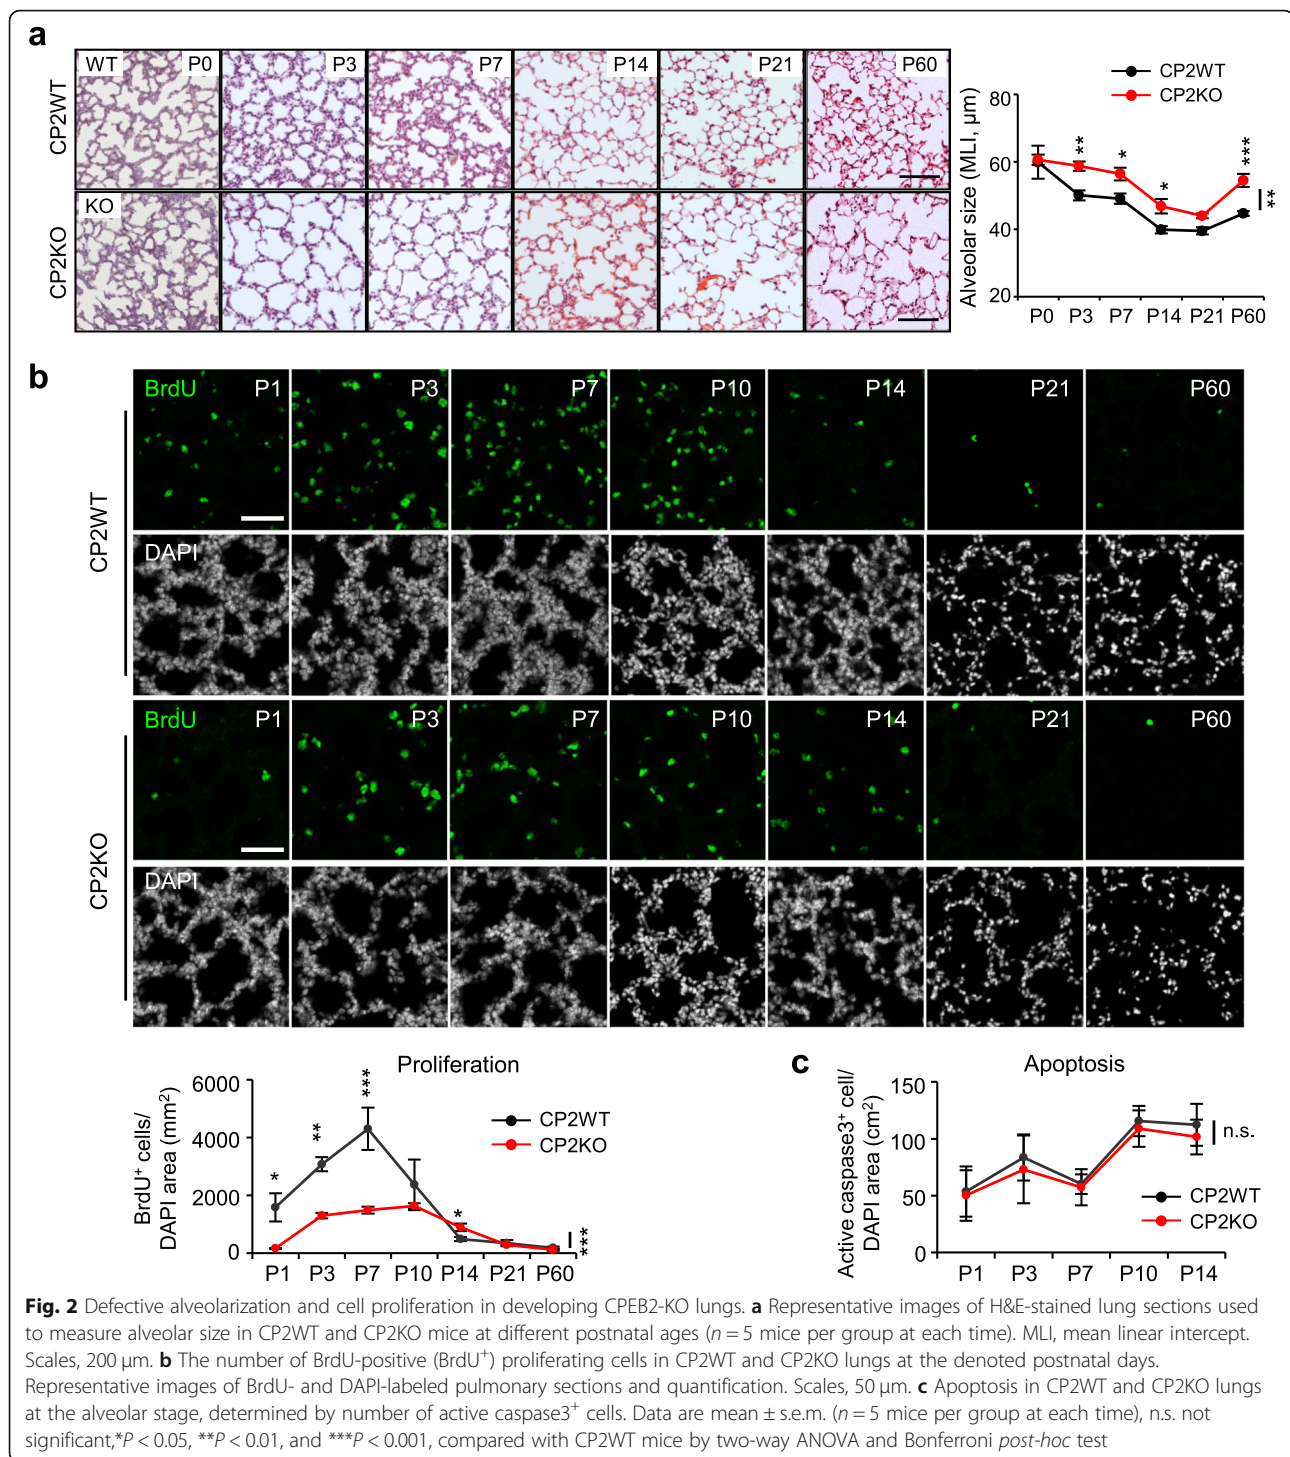 a
WT P0 P3 P7 P14 P21 P60
CP2WT
KO
CP2KO
CP2WT
CP2KO
Alveolar size (MLI, µm)
80
60
40
20
** * * *** **
P0 P3 P7 P14 P21 P60
b
BrdU P1 P3 P7 P10 P14 P21 P60
CP2WT
DAPI
BrdU P1 P3 P7 P10 P14 P21 P60
CP2KO
DAPI
Proliferation
BrdU⁺ cells/
DAPI area (mm²)
6000
4000
2000
0
* ** *** * ***
CP2WT
CP2KO
P1 P3 P7 P10 P14 P21 P60
c
Apoptosis
Active caspase3⁺ cell/
DAPI area (cm²)
150
100
50
0
n.s.
CP2WT
CP2KO
P1 P3 P7 P10 P14
Fig. 2 Defective alveolarization and cell proliferation in developing CPEB2-KO lungs. a Representative images of H&E-stained lung sections used
to measure alveolar size in CP2WT and CP2KO mice at different postnatal ages (n = 5 mice per group at each time). MLI, mean linear intercept.
Scales, 200 µm. b The number of BrdU-positive (BrdU⁺) proliferating cells in CP2WT and CP2KO lungs at the denoted postnatal days.
Representative images of BrdU- and DAPI-labeled pulmonary sections and quantification. Scales, 50 µm. c Apoptosis in CP2WT and CP2KO lungs
at the alveolar stage, determined by number of active caspase3⁺ cells. Data are mean ± s.e.m. (n = 5 mice per group at each time), n.s. not
significant,*P < 0.05, **P < 0.01, and ***P < 0.001, compared with CP2WT mice by two-way ANOVA and Bonferroni post-hoc test